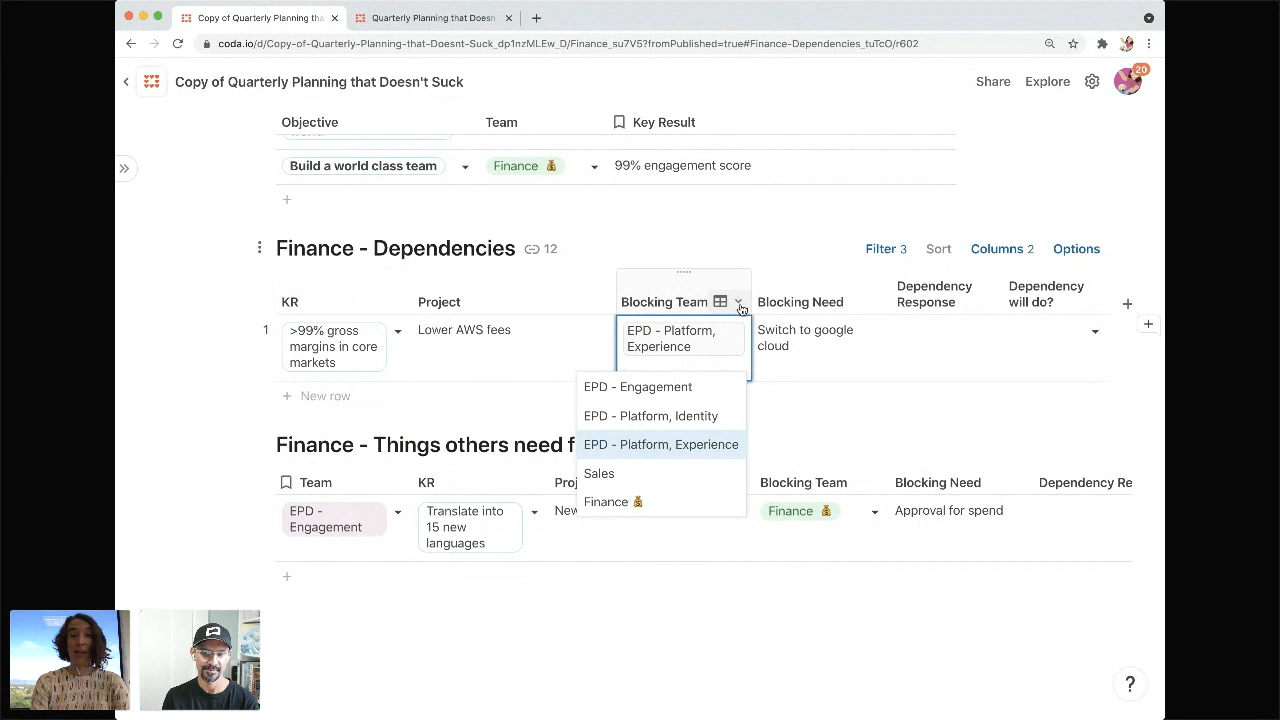 Copy of Quarterly Planning tha
Quarterly Planning that Doesn
coda.io/d/Copy-of-Quarterly-Planning-that-Doesnt-Suck_dp1nzMLEw_D/Finance_su7V5?fromPublished=true#Finance-Dependencies_tuTcO/r602
Copy of Quarterly Planning that Doesn't Suck
Share
Explore
20
Objective
Team
Key Result
Build a world class team
Finance 💰
99% engagement score
Finance - Dependencies
12
Filter 3
Sort
Columns 2
Options
KR
Project
Blocking Team
Blocking Need
Dependency
Response
Dependency
will do?
1
>99% gross
margins in core
markets
Lower AWS fees
EPD - Platform,
Experience
Switch to google
cloud
New row
EPD - Engagement
EPD - Platform, Identity
EPD - Platform, Experience
Sales
Finance 💰
Finance - Things others need f
Team
KR
Proj
Blocking Team
Blocking Need
Dependency Re
EPD -
Engagement
Translate into
15 new
languages
New
Finance 💰
Approval for spend
?